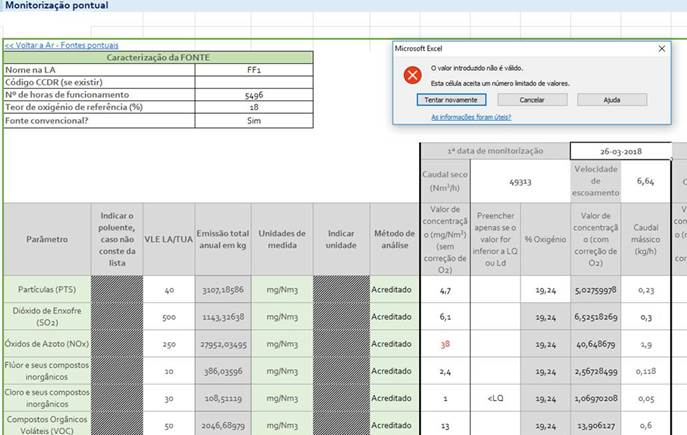 Monitorização pontual
<< Voltar a Ar - Fontes pontuais
Caracterização da FONTE
Nome na LA FF1
Código CCDR (se existir)
Nº de horas de funcionamento 5496
Teor de oxigénio de referência (%) 18
Fonte convencional? Sim
Microsoft Excel
O valor introduzido não é válido.
Esta célula aceita um número limitado de valores.
Tentar novamente Cancelar Ajuda
As informações foram úteis?
1ª data de monitorização 26-03-2018
Caudal seco
(Nm³/h)
49313
Velocidade
de
escoamento
6,64
Parâmetro
Indicar o
poluente,
caso não
conste da
lista
VLE LA/TUA
Emissão total
anual em kg
Unidades de
medida
Indicar
unidade
Método de
análise
Valor de
concentraçã
o (mg/Nm³)
(sem
correção de
O2)
Preencher
apenas se o
valor for
inferior a LQ
ou Ld
% Oxigénio
Valor de
concentraçã
o (com
correção de
O2)
Caudal
mássico
(kg/h)
Partículas (PTS) 40 3107,18586 mg/Nm3 Acreditado 4,7 19,24 5,02759978 0,23
Dióxido de Enxofre
(SO2)
500 1143,32638 mg/Nm3 Acreditado 6,1 19,24 6,52518269 0,3
Óxidos de Azoto (NOx) 250 27952,03495 mg/Nm3 Acreditado 38 19,24 40,648679 1,9
Flúor e seus compostos
inorgânicos
10 386,03596 mg/Nm3 Acreditado 2,4 19,24 2,56728499 0,118
Cloro e seus compostos
inorgânicos
30 108,51119 mg/Nm3 Acreditado 1 <LQ 19,24 1,06970208 0,05
Compostos Orgânicos
Voláteis (VOC)
50 2046,68979 mg/Nm3 Acreditado 13 19,24 13,906127 0,6